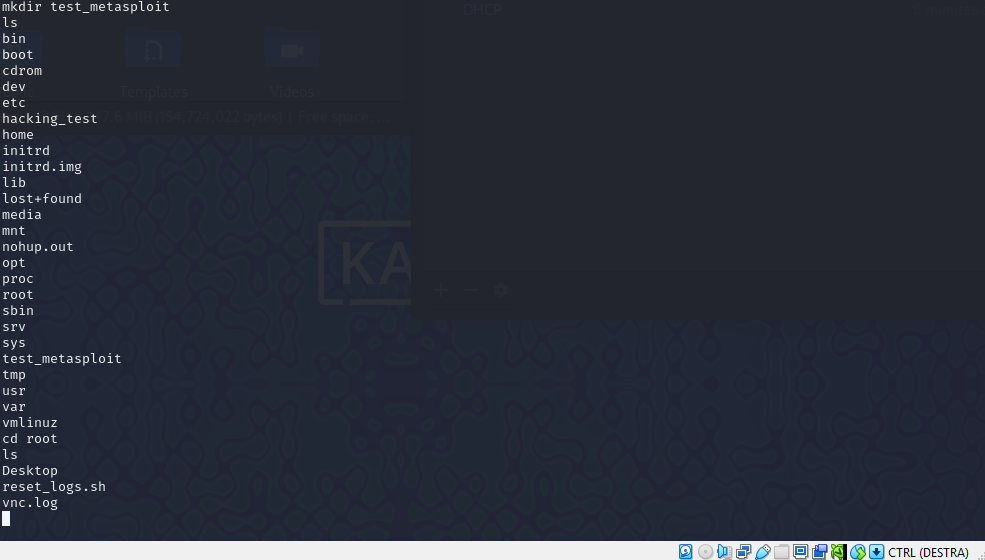 mkdir test_metasploit
DHCP
ls
bin
boot
cdrom
dev
Templates
Videos
etc
hacking_test
home
initrd
initrd.img
lib
lost+found
media
mnt
nohup.out
opt
KA
proc
root
sbin
srv
sys
test_metasploit
tmp
usr
var
vmlinuz
cd root
ls
Desktop
reset_logs.sh
vnc.log
CTRL (DESTRA)